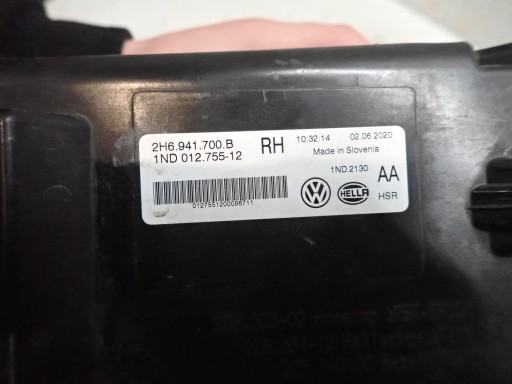 2H6.941.700.B RH 10:32:14 02.06.2020
1ND 012.755-12 Made in Slovenia
1ND.2130 AA
HELLA HSR
0127551200086711